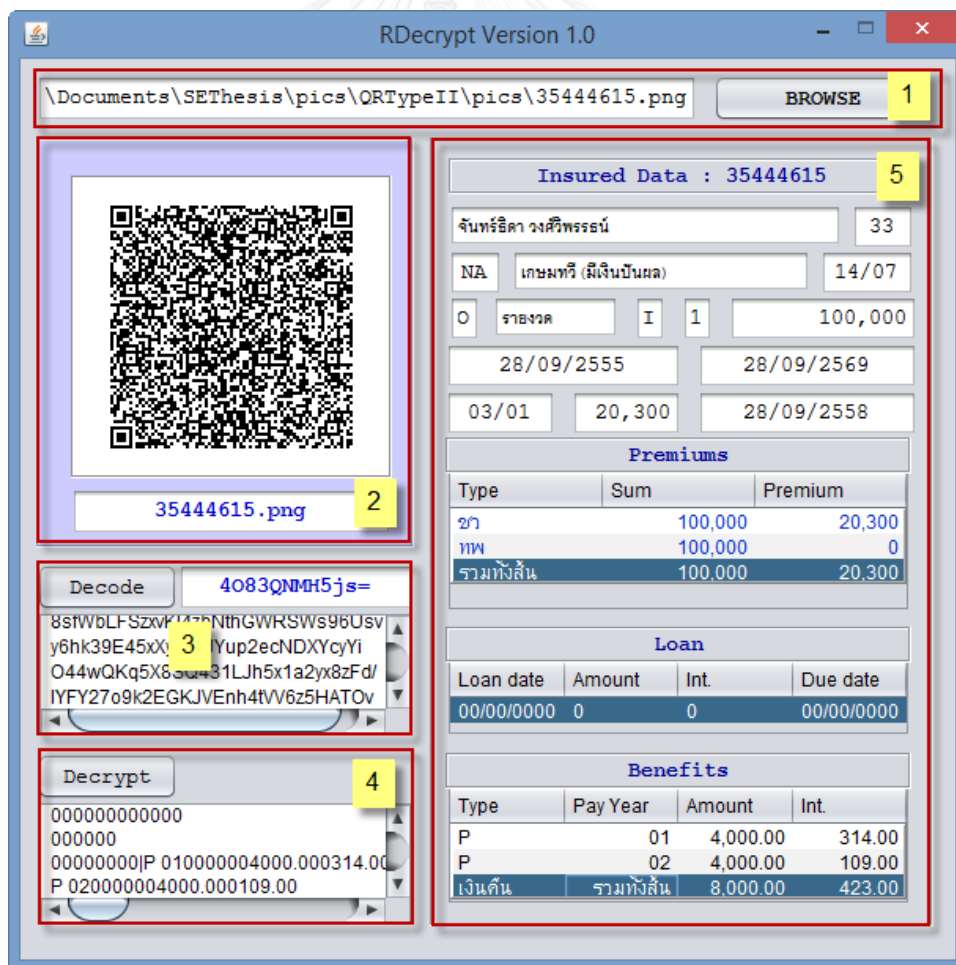 RDecrypt Version 1.0
\Documents\SEThesis\pics\QRTypeII\pics\35444615.png BROWSE 1
35444615.png 2
Decode 4O83QNMH5js=
3
y6hk39E45xXy Yup2ecNDXYcyYi
IYFY27o9k2EGKJVEnh4tVV6z5HATOv
Decrypt 4
000000000000
000000
00000000|P 010000004000.000314.00
P 020000004000.000109.00
Insured Data : 35444615 5
จันทร์ธิดา วงศ์วิพรรธน์ 33
NA เกษมทวี (มีเงินปันผล) 14/07
O รายงวด I 1 100,000
28/09/2555 28/09/2569
03/01 20,300 28/09/2558
Premiums
Type Sum Premium
ชว 100,000 20,300
ทพ 100,000 0
รวมทั้งสิ้น 100,000 20,300
Loan
Loan date Amount Int. Due date
00/00/0000 0 0 00/00/0000
Benefits
Type Pay Year Amount Int.
P 01 4,000.00 314.00
P 02 4,000.00 109.00
เงินคืน รวมทั้งสิ้น 8,000.00 423.00